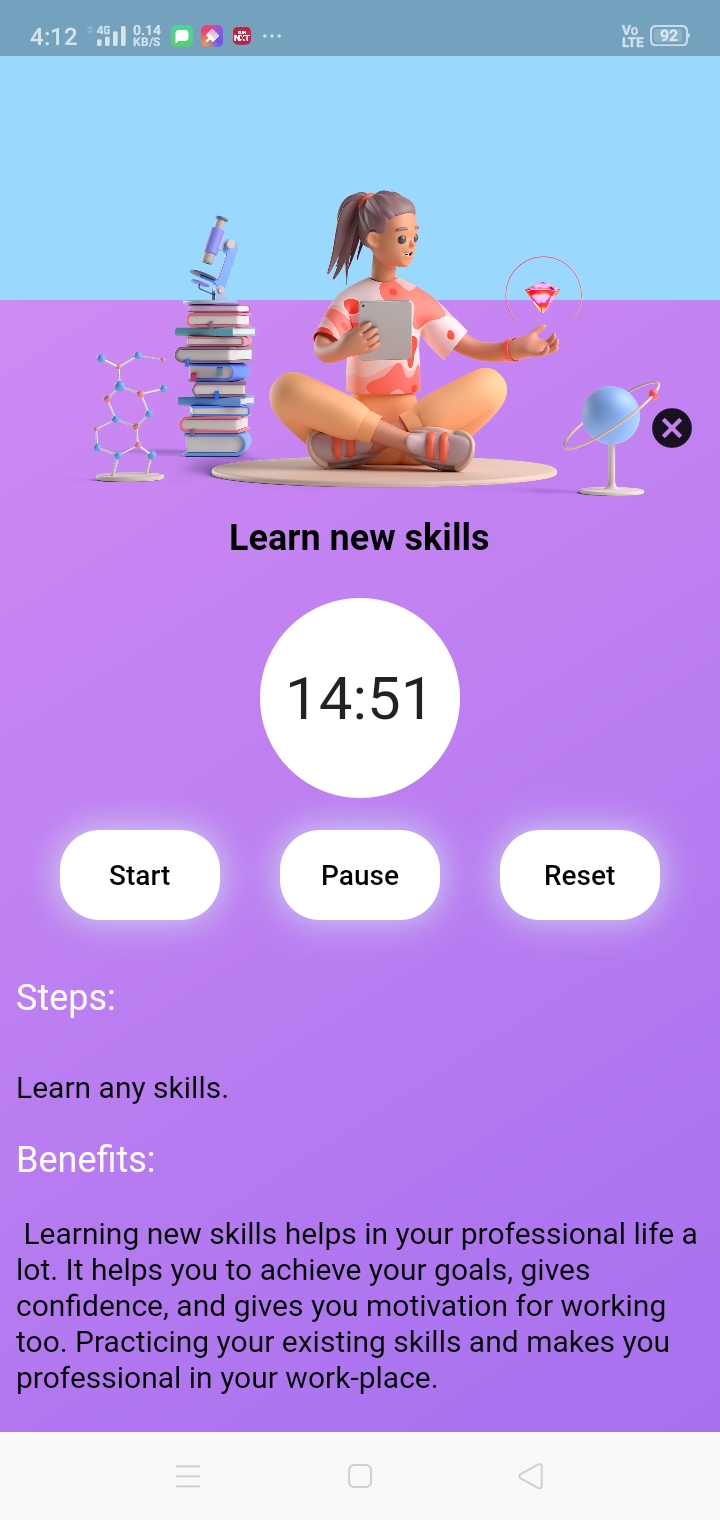 4:12 4G 0.14 KB/S NXT ... Vo LTE 92
Learn new skills
14:51
Start Pause Reset
Steps:
Learn any skills.
Benefits:
Learning new skills helps in your professional life a
lot. It helps you to achieve your goals, gives
confidence, and gives you motivation for working
too. Practicing your existing skills and makes you
professional in your work-place.